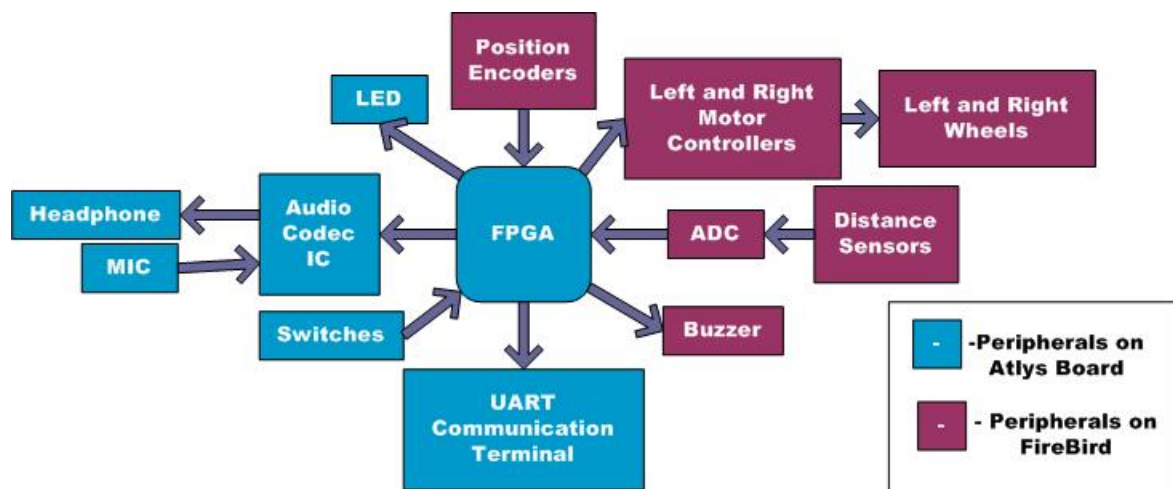 Position
Encoders
LED
Left and Right
Motor
Controllers
Left and Right
Wheels
Headphone
MIC
Audio
Codec
IC
FPGA
ADC
Distance
Sensors
Switches
Buzzer
UART
Communication
Terminal
- -Peripherals on
Atlys Board
- - Peripherals on
FireBird